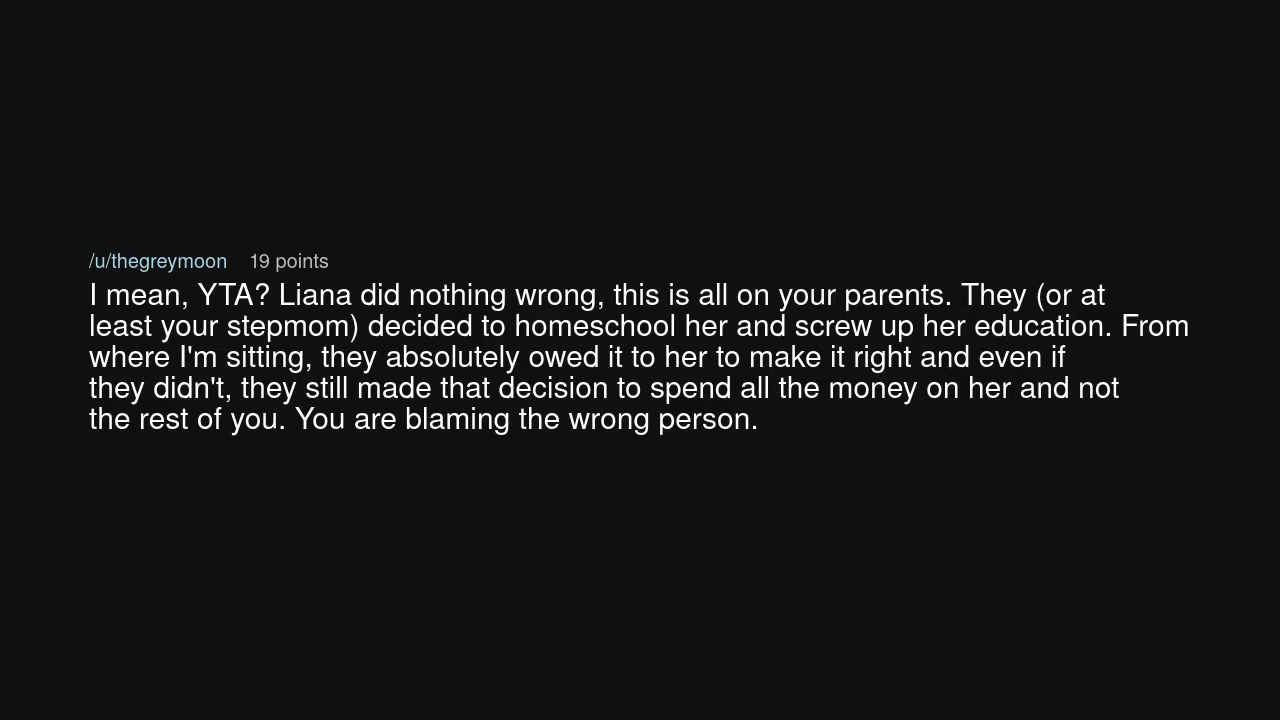 /u/thegreymoon 19 points
I mean, YTA? Liana did nothing wrong, this is all on your parents. They (or at
least your stepmom) decided to homeschool her and screw up her education. From
where I'm sitting, they absolutely owed it to her to make it right and even if
they didn't, they still made that decision to spend all the money on her and not
the rest of you. You are blaming the wrong person.